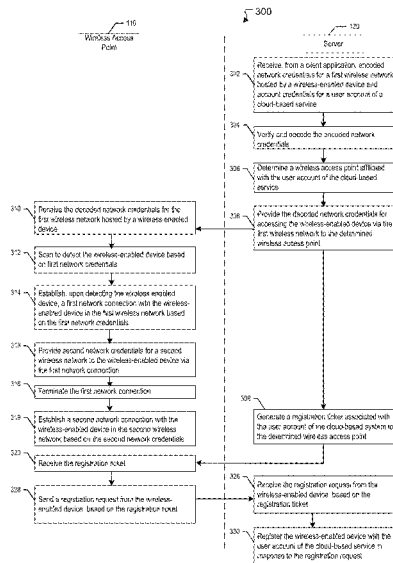 300
116
Wireless Access
Point
120
Server
302
Receive, from a client application, encoded
network credentials for a first wireless network
hosted by a wireless-enabled device and
account credentials for a user account of a
cloud-based service
304
Verify and decode the encoded network
credentials
306
Determine a wireless access point affiliated
with the user account of the cloud-based
service
308
Provide the decoded network credentials for
accessing the wireless-enabled device via the
first wireless network to the determined
wireless access point
310
Receive the decoded network credentials for the
first wireless network hosted by a wireless-enabled
device
312
Scan to detect the wireless-enabled device based
on first network credentials
314
Establish, upon detecting the wireless enabled
device, a first network connection with the wireless-
enabled device in the first wireless network based
on the first network credentials
Provide second network credentials for a second
wireless network to the wireless-enabled device via
the first network connection
Terminate the first network connection
Establish a second network connection with the
wireless-enabled device in the second wireless
network based on the second network credentials
Generate a registration ticket associated with
the user account of the cloud-based system to
the determined wireless access point
Receive the registration ticket
Send a registration request from the wireless-
enabled device, based on the registration ticket
Receive the registration request from the
wireless-enabled device, based on the
registration ticket
330
Register the wireless-enabled device with the
user account of the cloud-based service in
response to the registration request